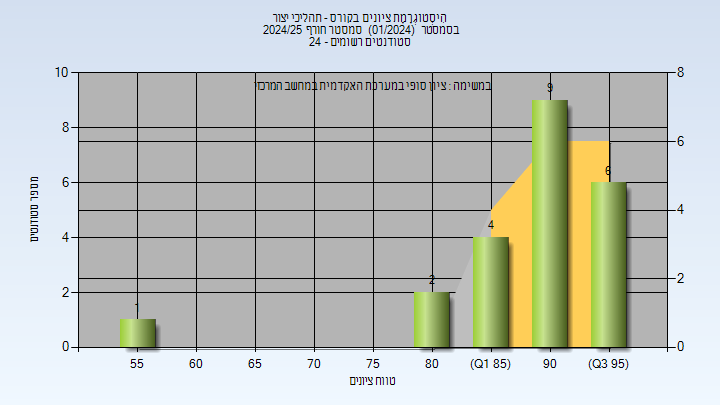 היסטוגרמת ציונים בקורס - תהליכי יצור
בסמסטר (01/2024) סמסטר חורף 2024/25
סטודנטים רשומים - 24
במשימה : ציון סופי במערכת האקדמית במחשב המרכזי
10
8
6
4
2
0
8
6
4
2
0
1
2
4
9
6
מספר סטודנטים
55
60
65
70
75
80
(Q1 85)
90
(Q3 95)
טווח ציונים